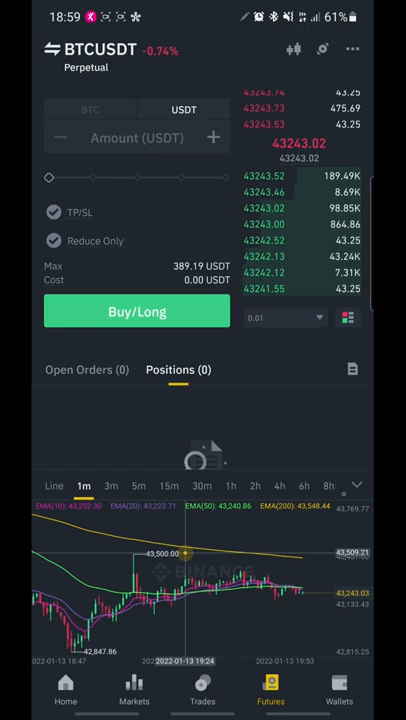 18:59
61%
BTCUSDT -0.74%
Perpetual
BTC USDT
Amount (USDT)
TP/SL
Reduce Only
Max 389.19 USDT
Cost 0.00 USDT
Buy/Long
43243.74 43.25
43243.73 475.69
43243.53 43.25
43243.02
43243.02
43243.52 189.49K
43243.46 8.69K
43243.02 98.85K
43243.00 864.86
43242.52 43.25
43242.13 43.24K
43242.12 7.31K
43241.55 43.25
0.01
Open Orders (0) Positions (0)
Line 1m 3m 5m 15m 30m 1h 2h 4h 6h 8h
EMA(10): 43,252.30 EMA(20): 43,223.71 EMA(50): 43,240.86 EMA(200): 43,548.44
43,769.77
43,500.00
43,509.21
BINANCE
43,243.03
43,133.43
42,847.86
42,815.25
022-01-13 18:47 2022-01-13 19:24 2022-01-13 19:53
Home Markets Trades Futures Wallets